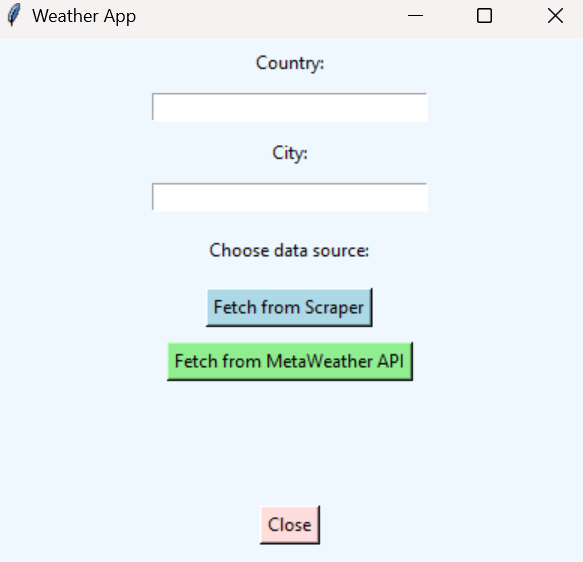 Weather App
Country:
City:
Choose data source:
Fetch from Scraper
Fetch from MetaWeather API
Close